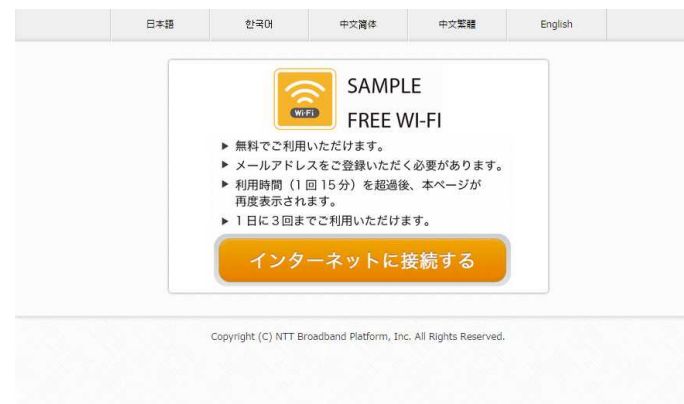 日本語 한국어 中文简体 中文繁體 English
Wi-Fi
SAMPLE
FREE WI-FI
▶ 無料でご利用いただけます。
▶ メールアドレスをご登録いただく必要があります。
▶ 利用時間（1回15分）を超過後、本ページが
再度表示されます。
▶ 1日に3回までご利用いただけます。
インターネットに接続する
Copyright (C) NTT Broadband Platform, Inc. All Rights Reserved.